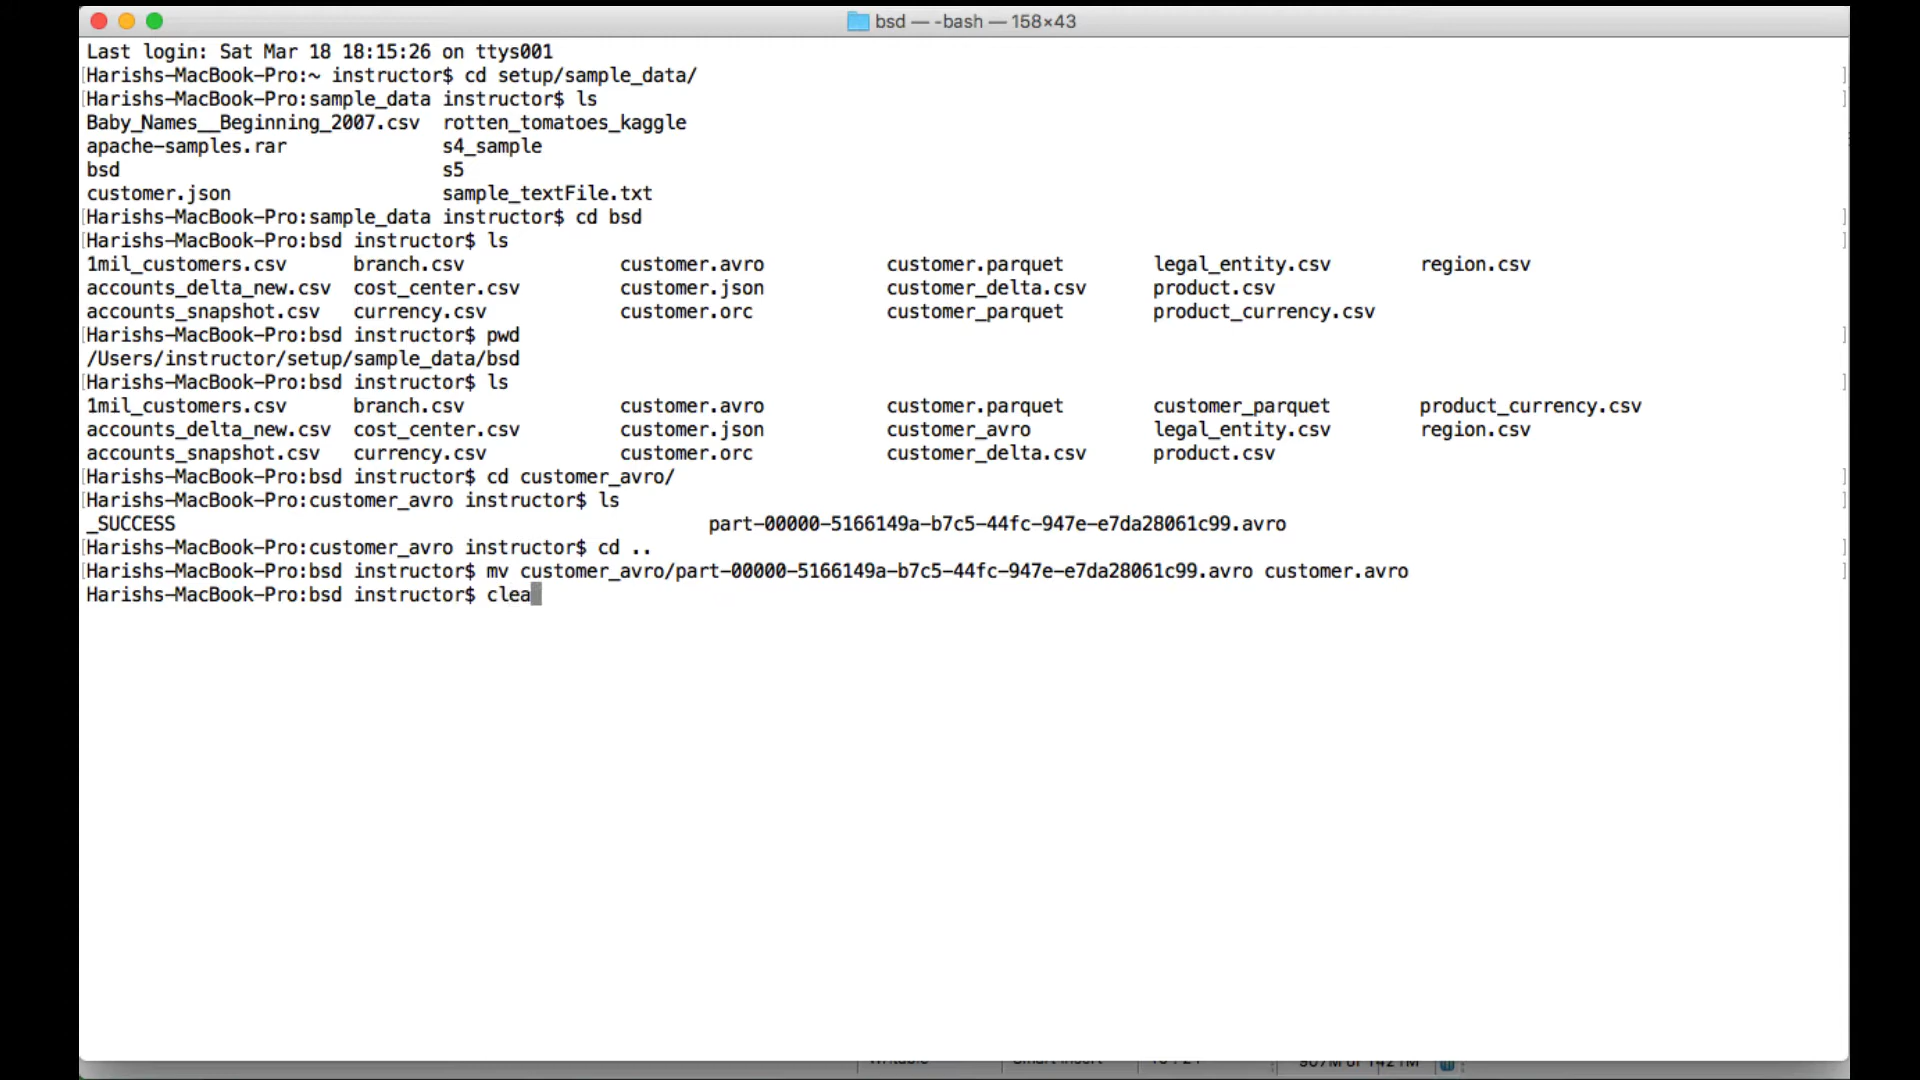 bsd — -bash — 158×43
Last login: Sat Mar 18 18:15:26 on ttys001
[Harishs-MacBook-Pro:~ instructor$ cd setup/sample_data/ ]
[Harishs-MacBook-Pro:sample_data instructor$ ls ]
Baby_Names__Beginning_2007.csv rotten_tomatoes_kaggle
apache-samples.rar s4_sample
bsd s5
customer.json sample_textFile.txt
[Harishs-MacBook-Pro:sample_data instructor$ cd bsd ]
[Harishs-MacBook-Pro:bsd instructor$ ls ]
1mil_customers.csv branch.csv customer.avro customer.parquet legal_entity.csv region.csv
accounts_delta_new.csv cost_center.csv customer.json customer_delta.csv product.csv
accounts_snapshot.csv currency.csv customer.orc customer_parquet product_currency.csv
[Harishs-MacBook-Pro:bsd instructor$ pwd ]
/Users/instructor/setup/sample_data/bsd
[Harishs-MacBook-Pro:bsd instructor$ ls ]
1mil_customers.csv branch.csv customer.avro customer.parquet customer_parquet product_currency.csv
accounts_delta_new.csv cost_center.csv customer.json customer_avro legal_entity.csv region.csv
accounts_snapshot.csv currency.csv customer.orc customer_delta.csv product.csv
[Harishs-MacBook-Pro:bsd instructor$ cd customer_avro/ ]
[Harishs-MacBook-Pro:customer_avro instructor$ ls ]
_SUCCESS part-00000-5166149a-b7c5-44fc-947e-e7da28061c99.avro
[Harishs-MacBook-Pro:customer_avro instructor$ cd .. ]
[Harishs-MacBook-Pro:bsd instructor$ mv customer_avro/part-00000-5166149a-b7c5-44fc-947e-e7da28061c99.avro customer.avro ]
Harishs-MacBook-Pro:bsd instructor$ clea